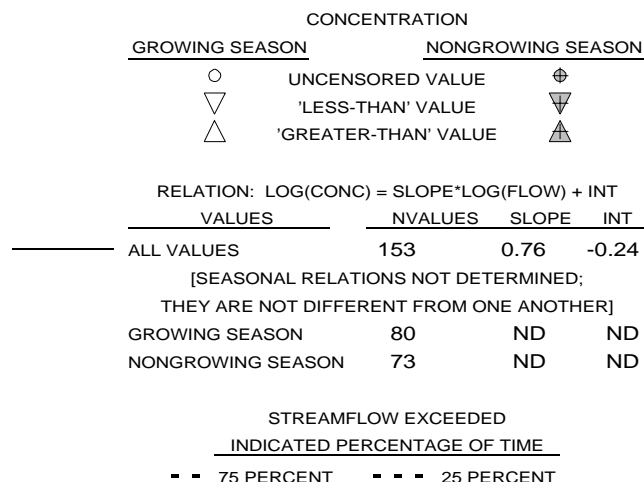 CONCENTRATION
GROWING SEASON NONGROWING SEASON
UNCENSORED VALUE
'LESS-THAN' VALUE
'GREATER-THAN' VALUE
RELATION: LOG(CONC) = SLOPE*LOG(FLOW) + INT
VALUES NVALUES SLOPE INT
ALL VALUES 153 0.76 -0.24
[SEASONAL RELATIONS NOT DETERMINED;
THEY ARE NOT DIFFERENT FROM ONE ANOTHER]
GROWING SEASON 80 ND ND
NONGROWING SEASON 73 ND ND
STREAMFLOW EXCEEDED
INDICATED PERCENTAGE OF TIME
75 PERCENT 25 PERCENT